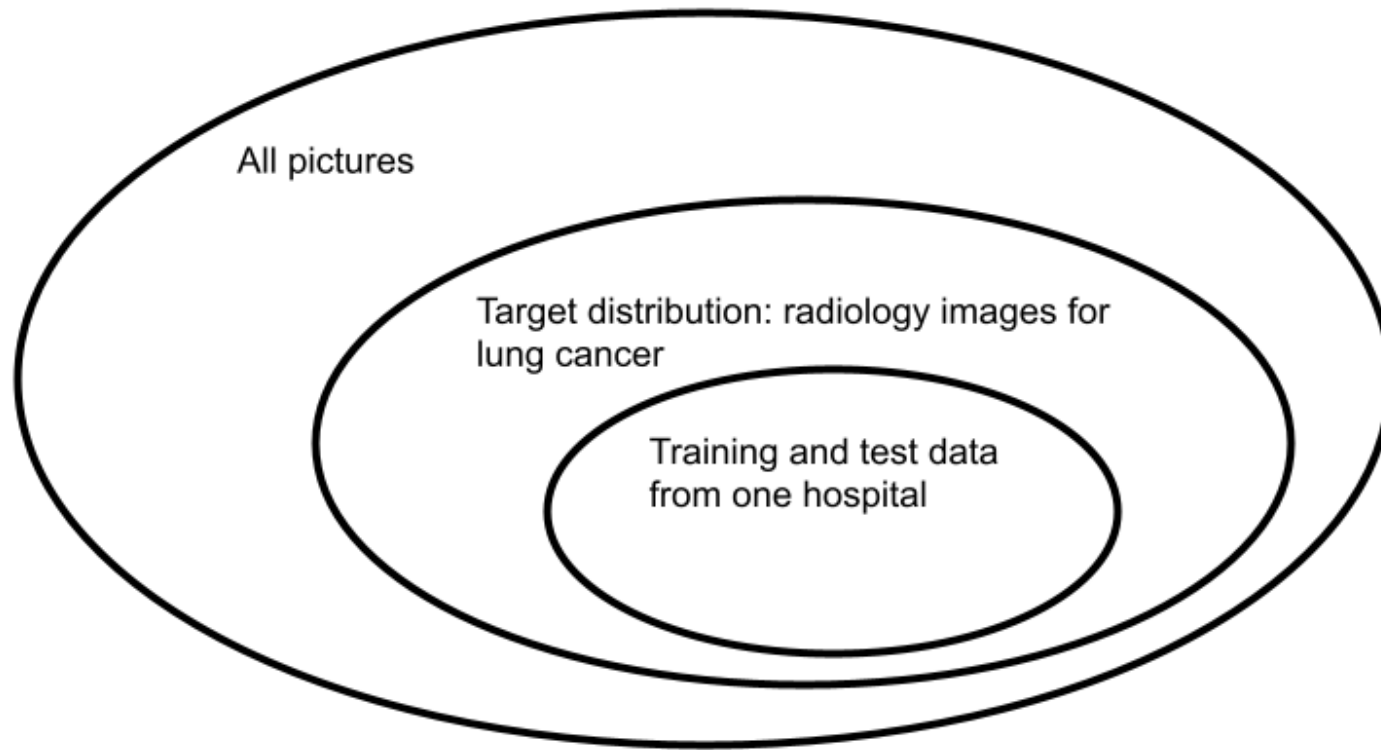 All pictures
Target distribution: radiology images for
lung cancer
Training and test data
from one hospital